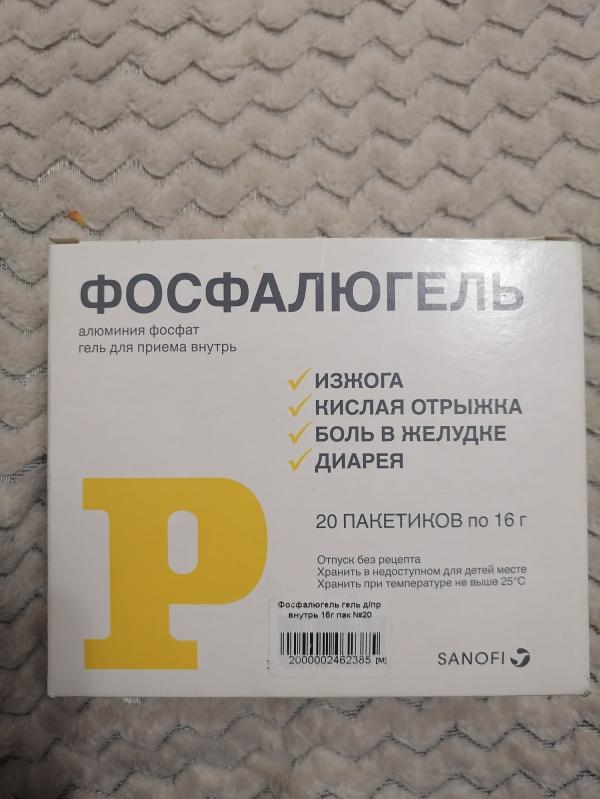 ФОСФАЛЮГЕЛЬ
алюминия фосфат
гель для приема внутрь
ИЗЖОГА
КИСЛАЯ ОТРЫЖКА
БОЛЬ В ЖЕЛУДКЕ
ДИАРЕЯ
P
20 ПАКЕТИКОВ по 16 г
Отпуск без рецепта
Хранить в недоступном для детей месте
Хранить при температуре не выше 25°С
Фосфалюгель гель д/пр
внутрь 16г пак №20
2000002462385 [М]
SANOFI